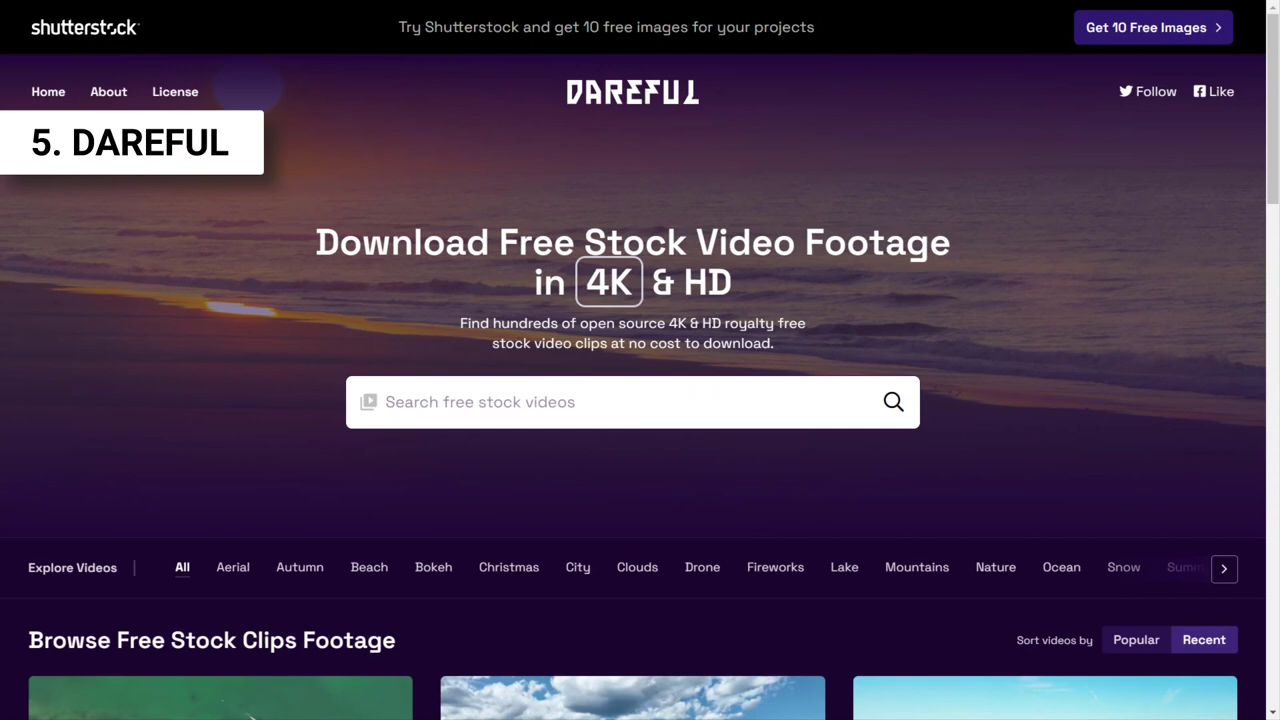 shutterstock
Try Shutterstock and get 10 free images for your projects
Get 10 Free Images
Home About License
DAREFUL
Follow Like
5. DAREFUL
Download Free Stock Video Footage
in 4K & HD
Find hundreds of open source 4K & HD royalty free
stock video clips at no cost to download.
Search free stock videos
Explore Videos All Aerial Autumn Beach Bokeh Christmas City Clouds Drone Fireworks Lake Mountains Nature Ocean Snow
Browse Free Stock Clips Footage
Sort videos by Popular Recent